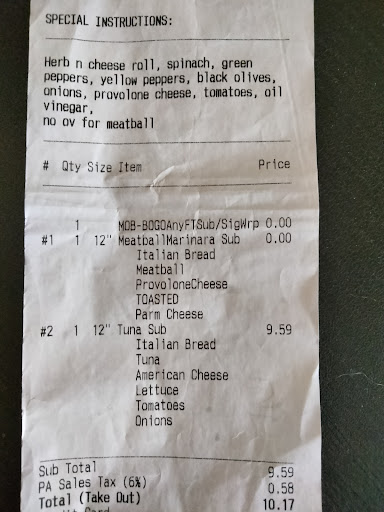 SPECIAL INSTRUCTIONS:
Herb n cheese roll, spinach, green
peppers, yellow peppers, black olives,
onions, provolone cheese, tomatoes, oil
vinegar,
no ov for meatball
# Qty Size Item Price
1 MOB-BOGOAnyFTSub/SigWrp 0.00
#1 1 12" MeatballMarinara Sub 0.00
Italian Bread
Meatball
ProvoloneCheese
TOASTED
Parm Cheese
#2 1 12" Tuna Sub 9.59
Italian Bread
Tuna
American Cheese
Lettuce
Tomatoes
Onions
Sub Total 9.59
PA Sales Tax (6%) 0.58
Total (Take Out) 10.17
Card